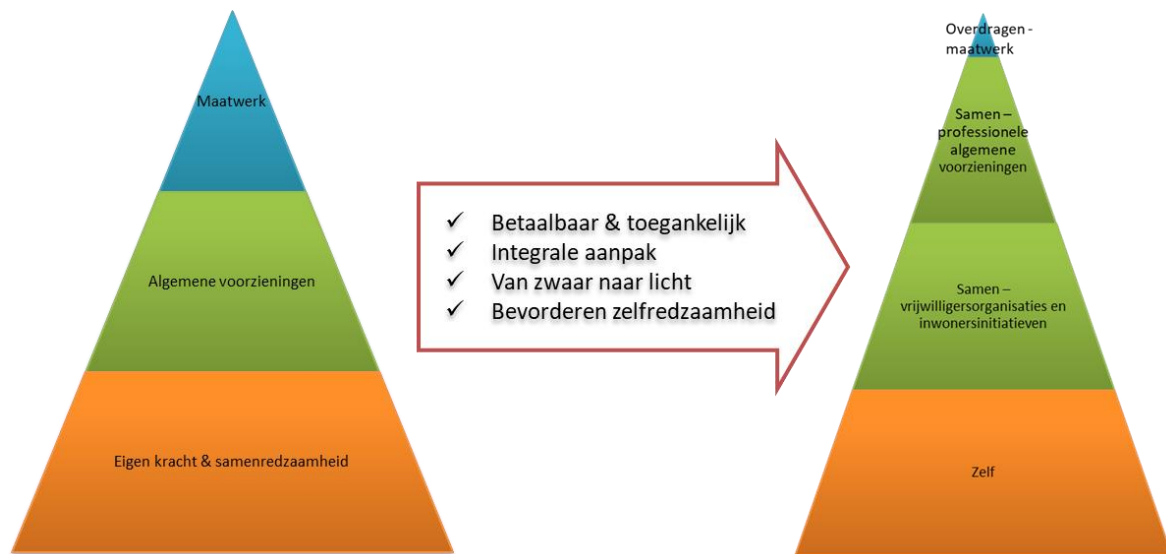 Maatwerk
Algemene voorzieningen
Eigen kracht & samenredzaamheid
✓ Betaalbaar & toegankelijk
✓ Integrale aanpak
✓ Van zwaar naar licht
✓ Bevorderen zelfredzaamheid
Overdragen -
maatwerk
Samen –
professionele
algemene
voorzieningen
Samen –
vrijwilligersorganisaties en
inwonersinitiatieven
Zelf